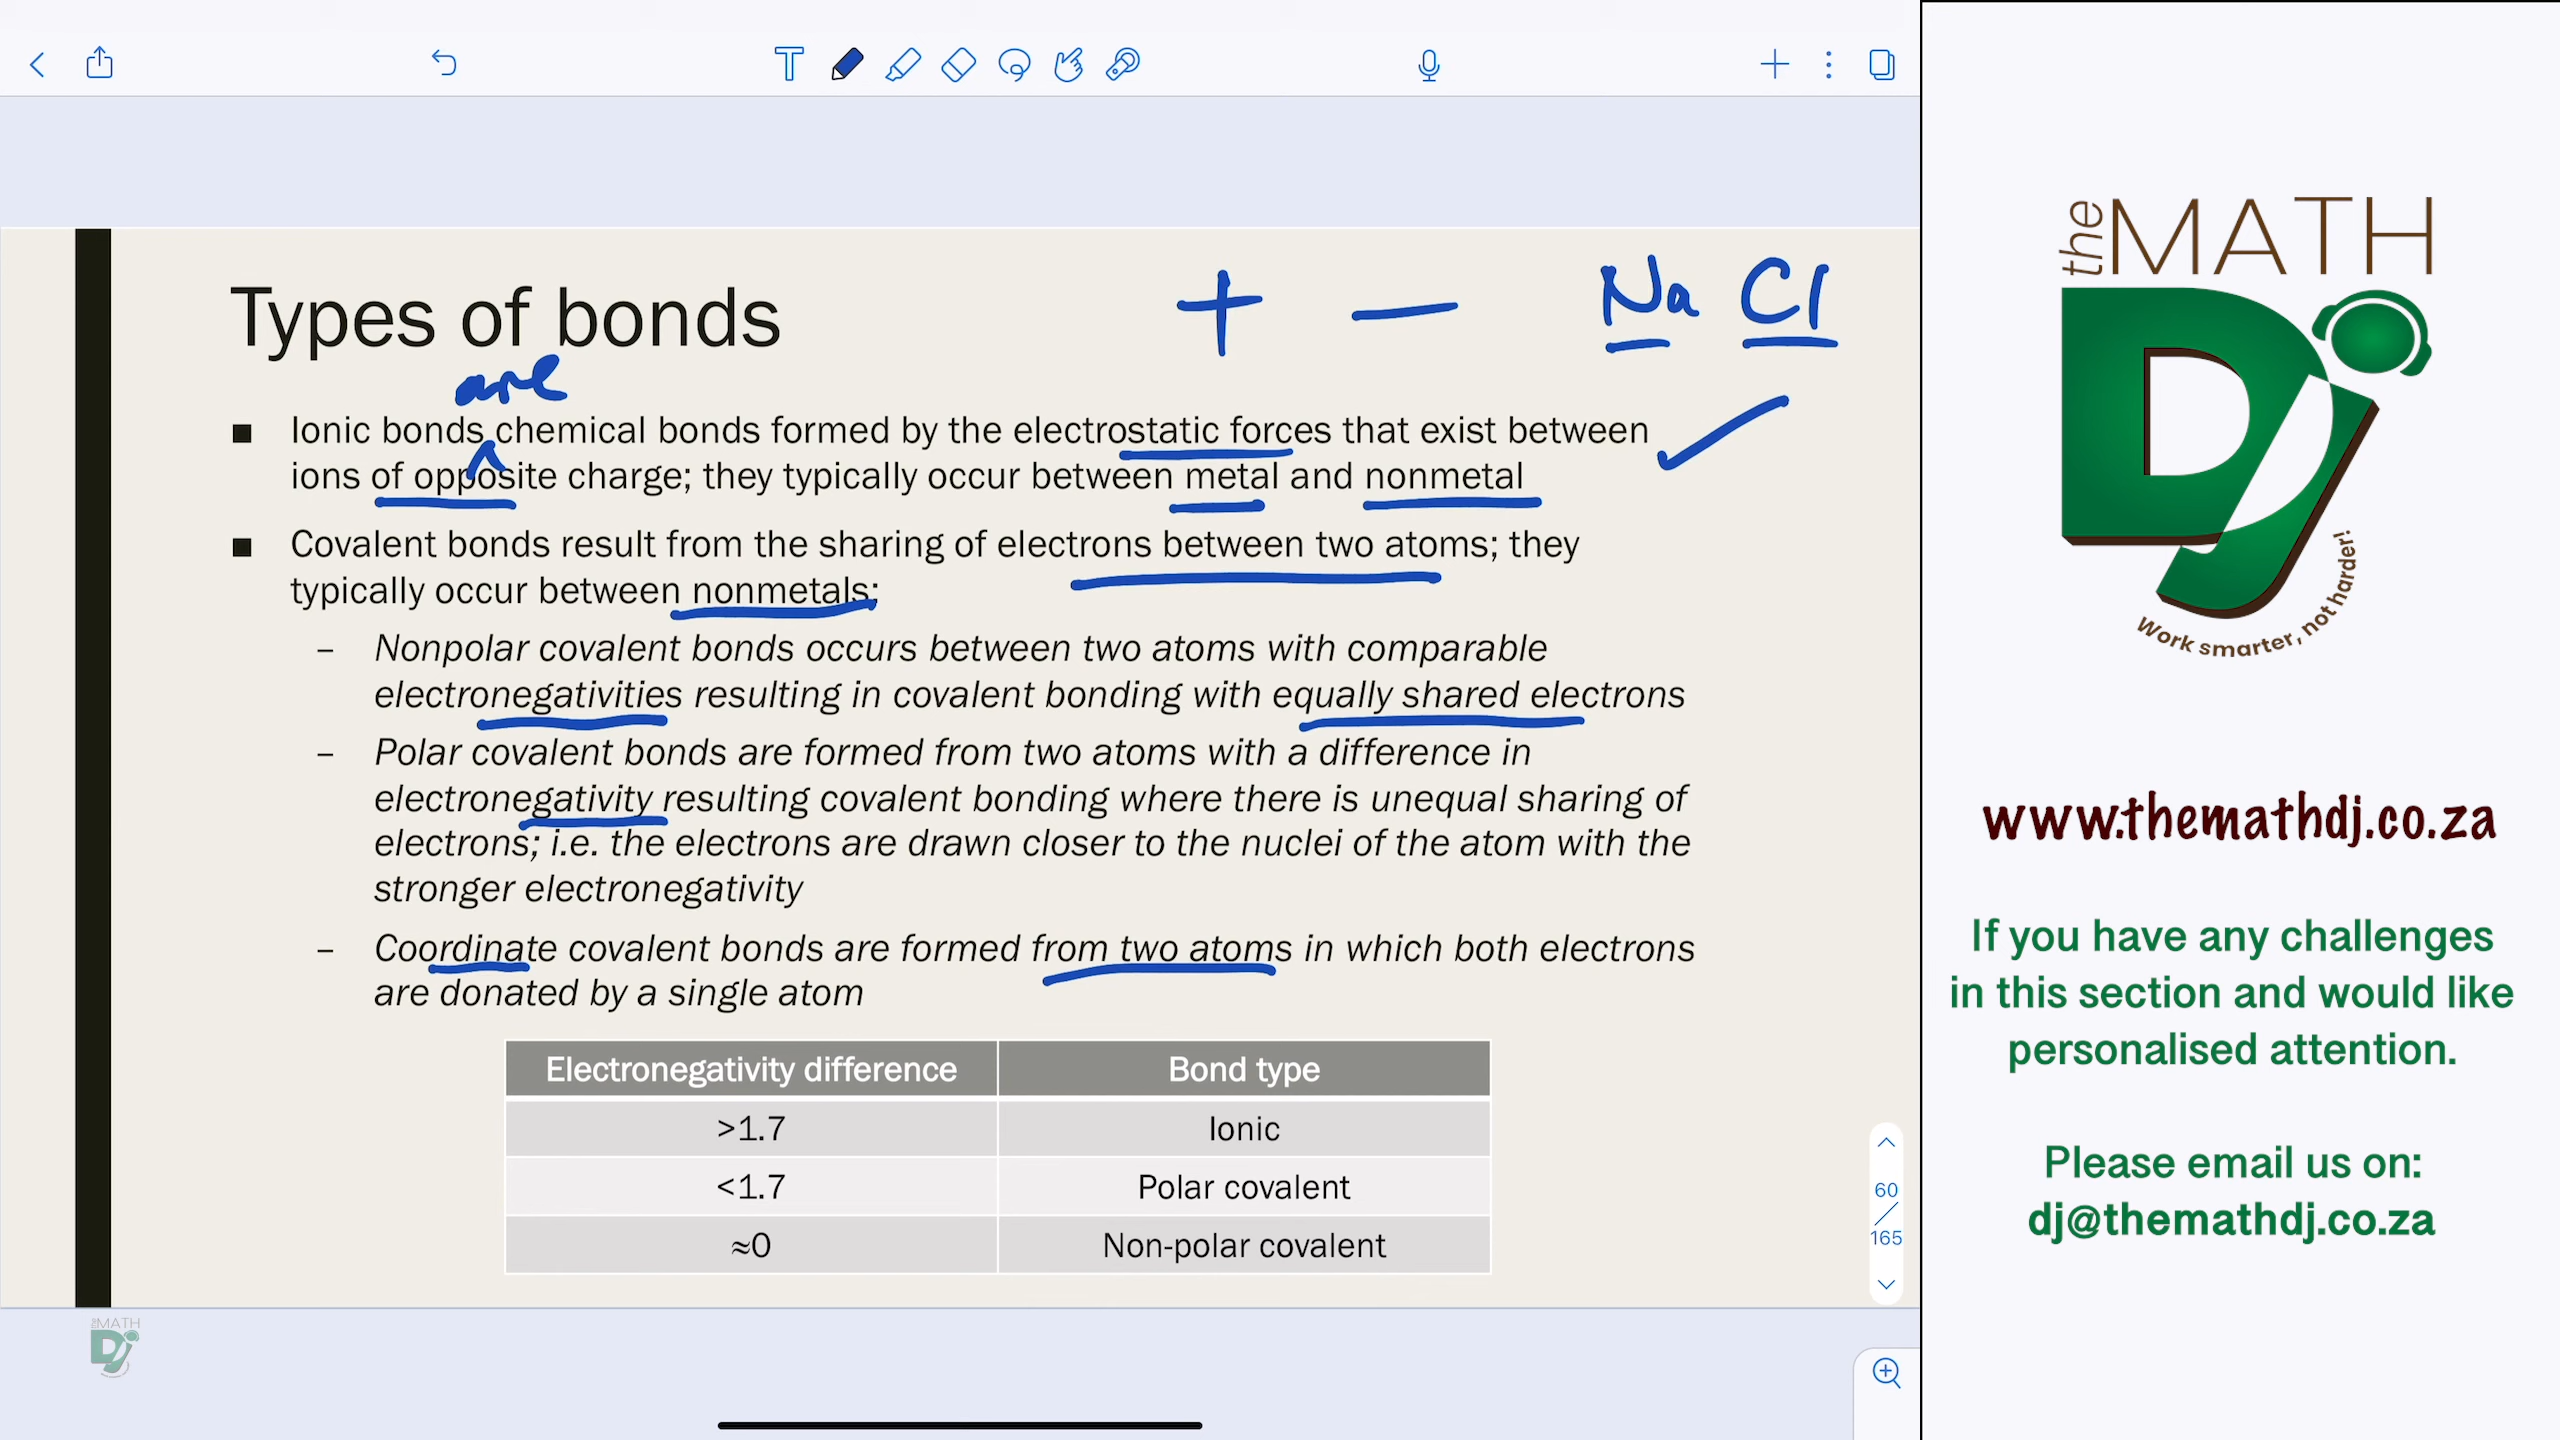 Types of bonds
+ − Na Cl
are
■ Ionic bonds chemical bonds formed by the electrostatic forces that exist between
ions of opposite charge; they typically occur between metal and nonmetal
■ Covalent bonds result from the sharing of electrons between two atoms; they
typically occur between nonmetals;
– Nonpolar covalent bonds occurs between two atoms with comparable
electronegativities resulting in covalent bonding with equally shared electrons
– Polar covalent bonds are formed from two atoms with a difference in
electronegativity resulting covalent bonding where there is unequal sharing of
electrons; i.e. the electrons are drawn closer to the nuclei of the atom with the
stronger electronegativity
– Coordinate covalent bonds are formed from two atoms in which both electrons
are donated by a single atom
Electronegativity difference Bond type
>1.7 Ionic
<1.7 Polar covalent
≈0 Non-polar covalent
60
/
165
the MATH
Dj
the MATH
Dj
Work smarter, not harder!
www.themathdj.co.za
If you have any challenges
in this section and would like
personalised attention.
Please email us on:
dj@themathdj.co.za